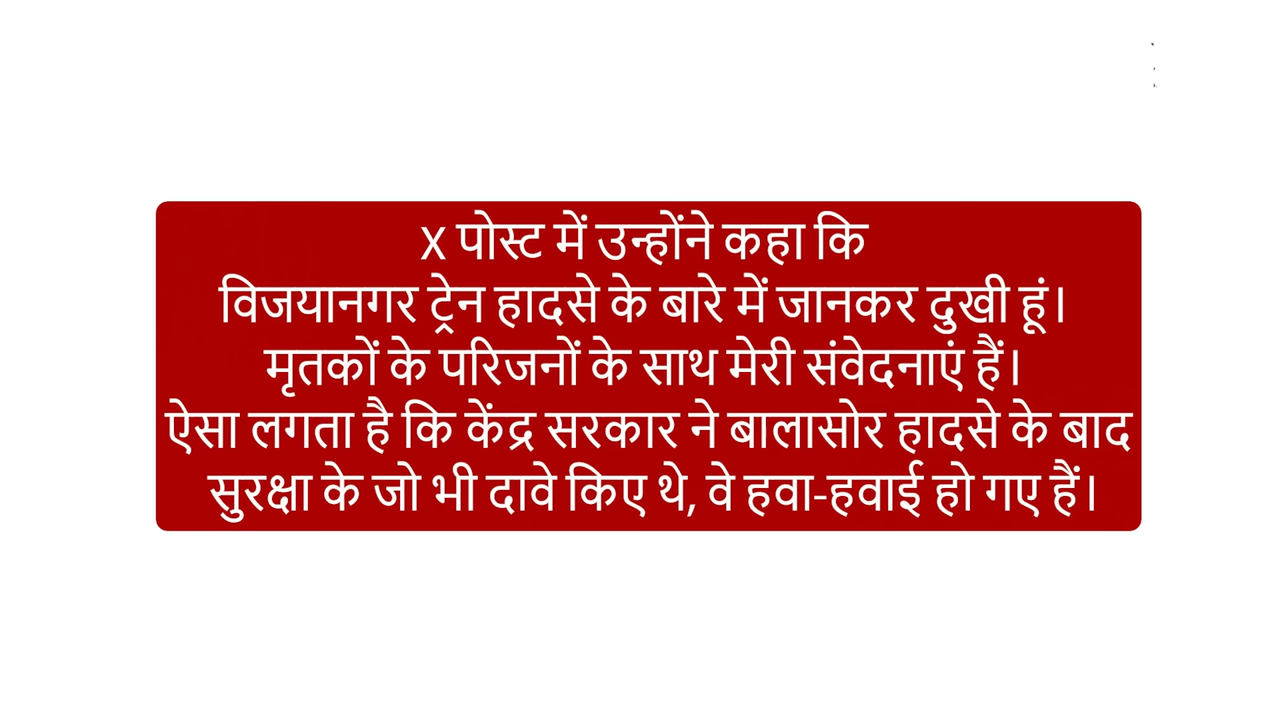 X पोस्ट में उन्होंने कहा कि
विजयानगर ट्रेन हादसे के बारे में जानकर दुखी हूं।
मृतकों के परिजनों के साथ मेरी संवेदनाएं हैं।
ऐसा लगता है कि केंद्र सरकार ने बालासोर हादसे के बाद
सुरक्षा के जो भी दावे किए थे, वे हवा-हवाई हो गए हैं।